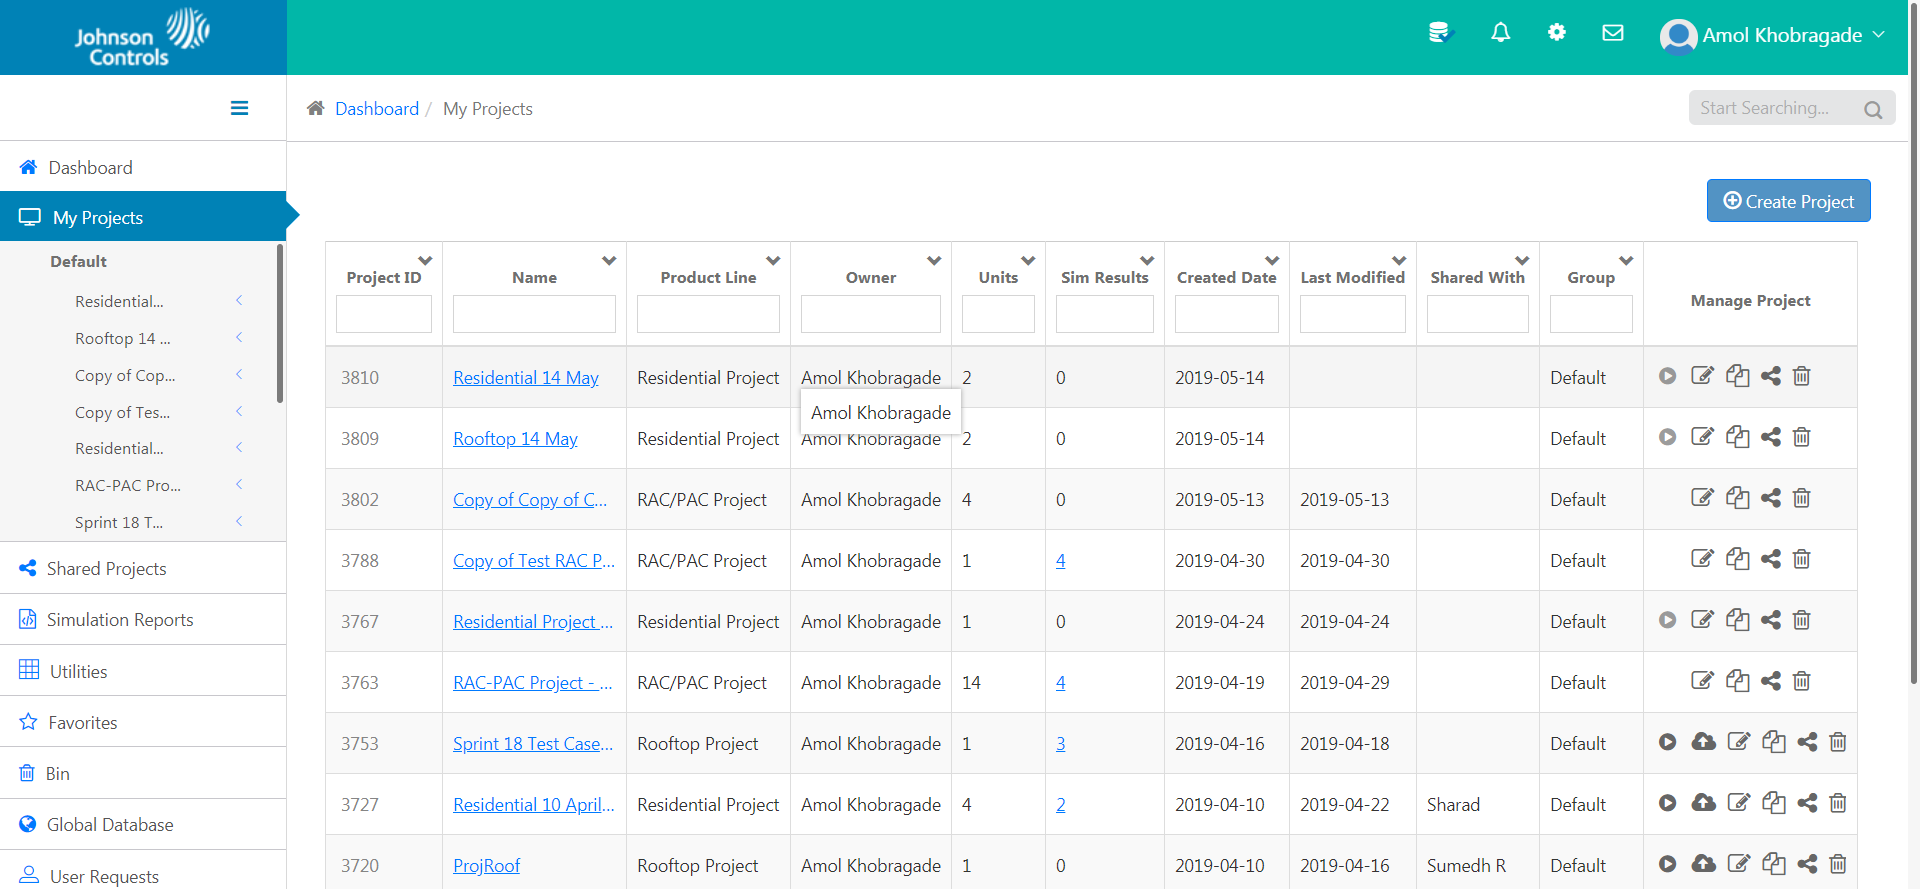 Johnson
Controls
Amol Khobragade
Dashboard / My Projects
Start Searching...
Dashboard
My Projects
Default
Residential...
Rooftop 14 ...
Copy of Cop...
Copy of Tes...
Residential...
RAC-PAC Pro...
Sprint 18 T...
Shared Projects
Simulation Reports
Utilities
Favorites
Bin
Global Database
User Requests
Create Project
Project ID Name Product Line Owner Units Sim Results Created Date Last Modified Shared With Group Manage Project
3810 Residential 14 May Residential Project Amol Khobragade 2 0 2019-05-14 Default
Amol Khobragade
3809 Rooftop 14 May Residential Project Amol Khobragade 2 0 2019-05-14 Default
3802 Copy of Copy of C... RAC/PAC Project Amol Khobragade 4 0 2019-05-13 2019-05-13 Default
3788 Copy of Test RAC P... RAC/PAC Project Amol Khobragade 1 4 2019-04-30 2019-04-30 Default
3767 Residential Project ... Residential Project Amol Khobragade 1 0 2019-04-24 2019-04-24 Default
3763 RAC-PAC Project - ... RAC/PAC Project Amol Khobragade 14 4 2019-04-19 2019-04-29 Default
3753 Sprint 18 Test Case... Rooftop Project Amol Khobragade 1 3 2019-04-16 2019-04-18 Default
3727 Residential 10 April... Residential Project Amol Khobragade 4 2 2019-04-10 2019-04-22 Sharad Default
3720 ProjRoof Rooftop Project Amol Khobragade 1 0 2019-04-10 2019-04-16 Sumedh R Default